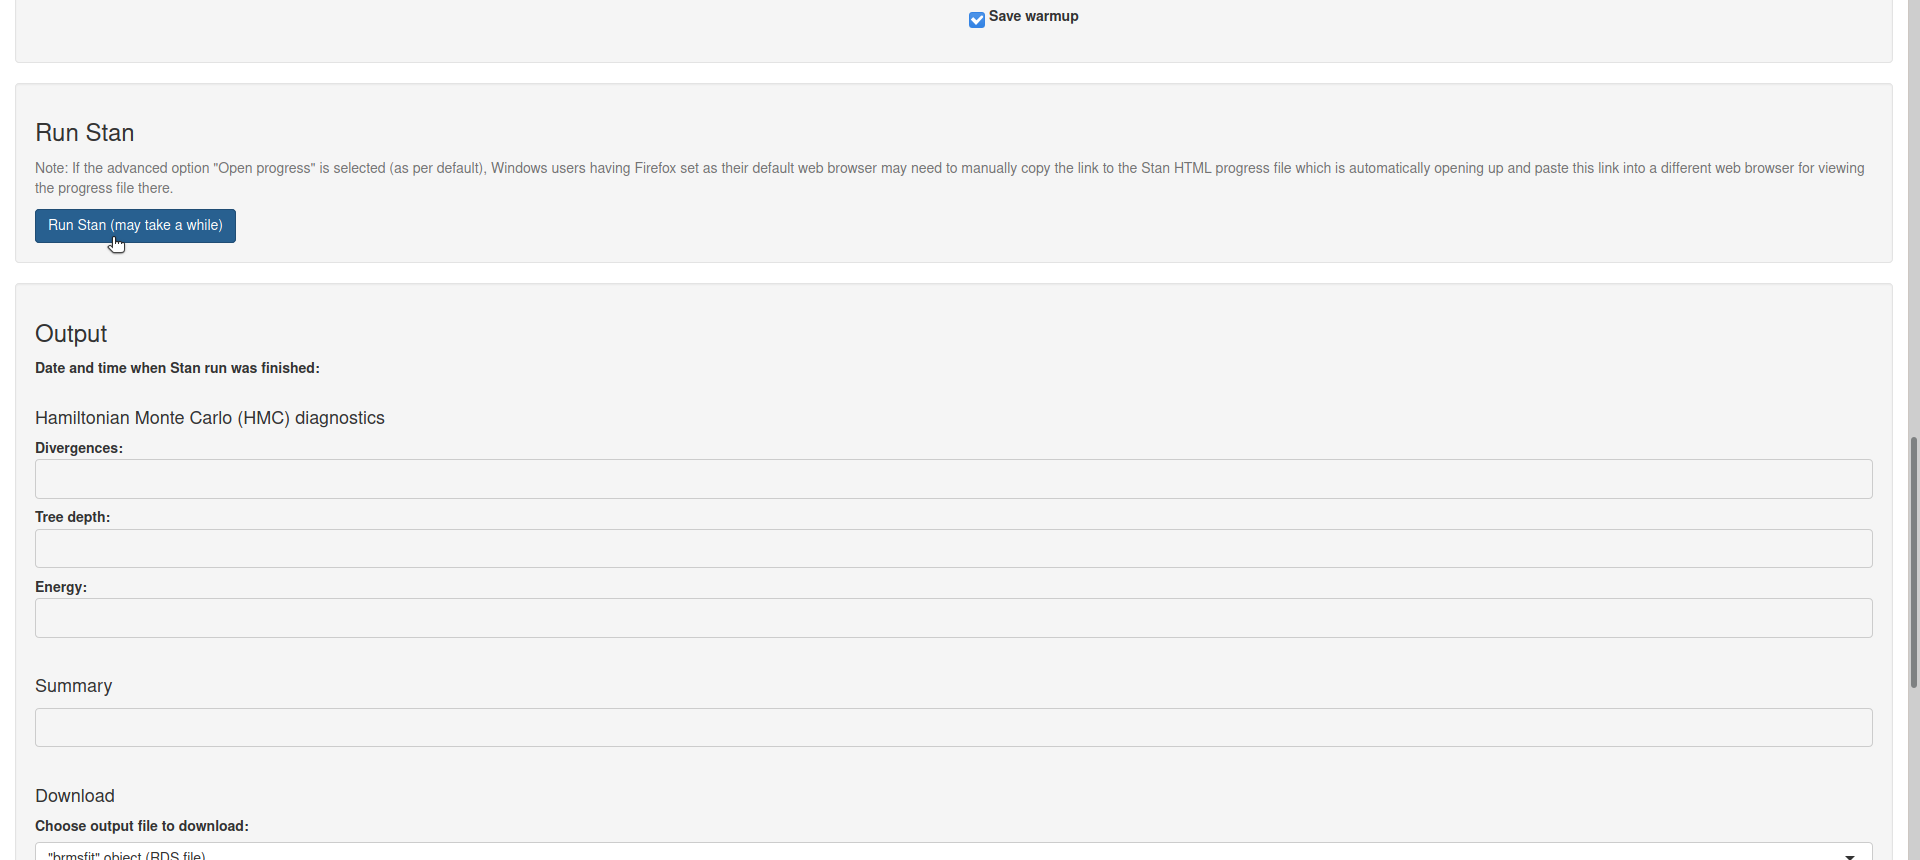 Save warmup
Run Stan
Note: If the advanced option "Open progress" is selected (as per default), Windows users having Firefox set as their default web browser may need to manually copy the link to the Stan HTML progress file which is automatically opening up and paste this link into a different web browser for viewing
the progress file there.
Run Stan (may take a while)
Output
Date and time when Stan run was finished:
Hamiltonian Monte Carlo (HMC) diagnostics
Divergences:
Tree depth:
Energy:
Summary
Download
Choose output file to download:
"brmsfit" object (RDS file)